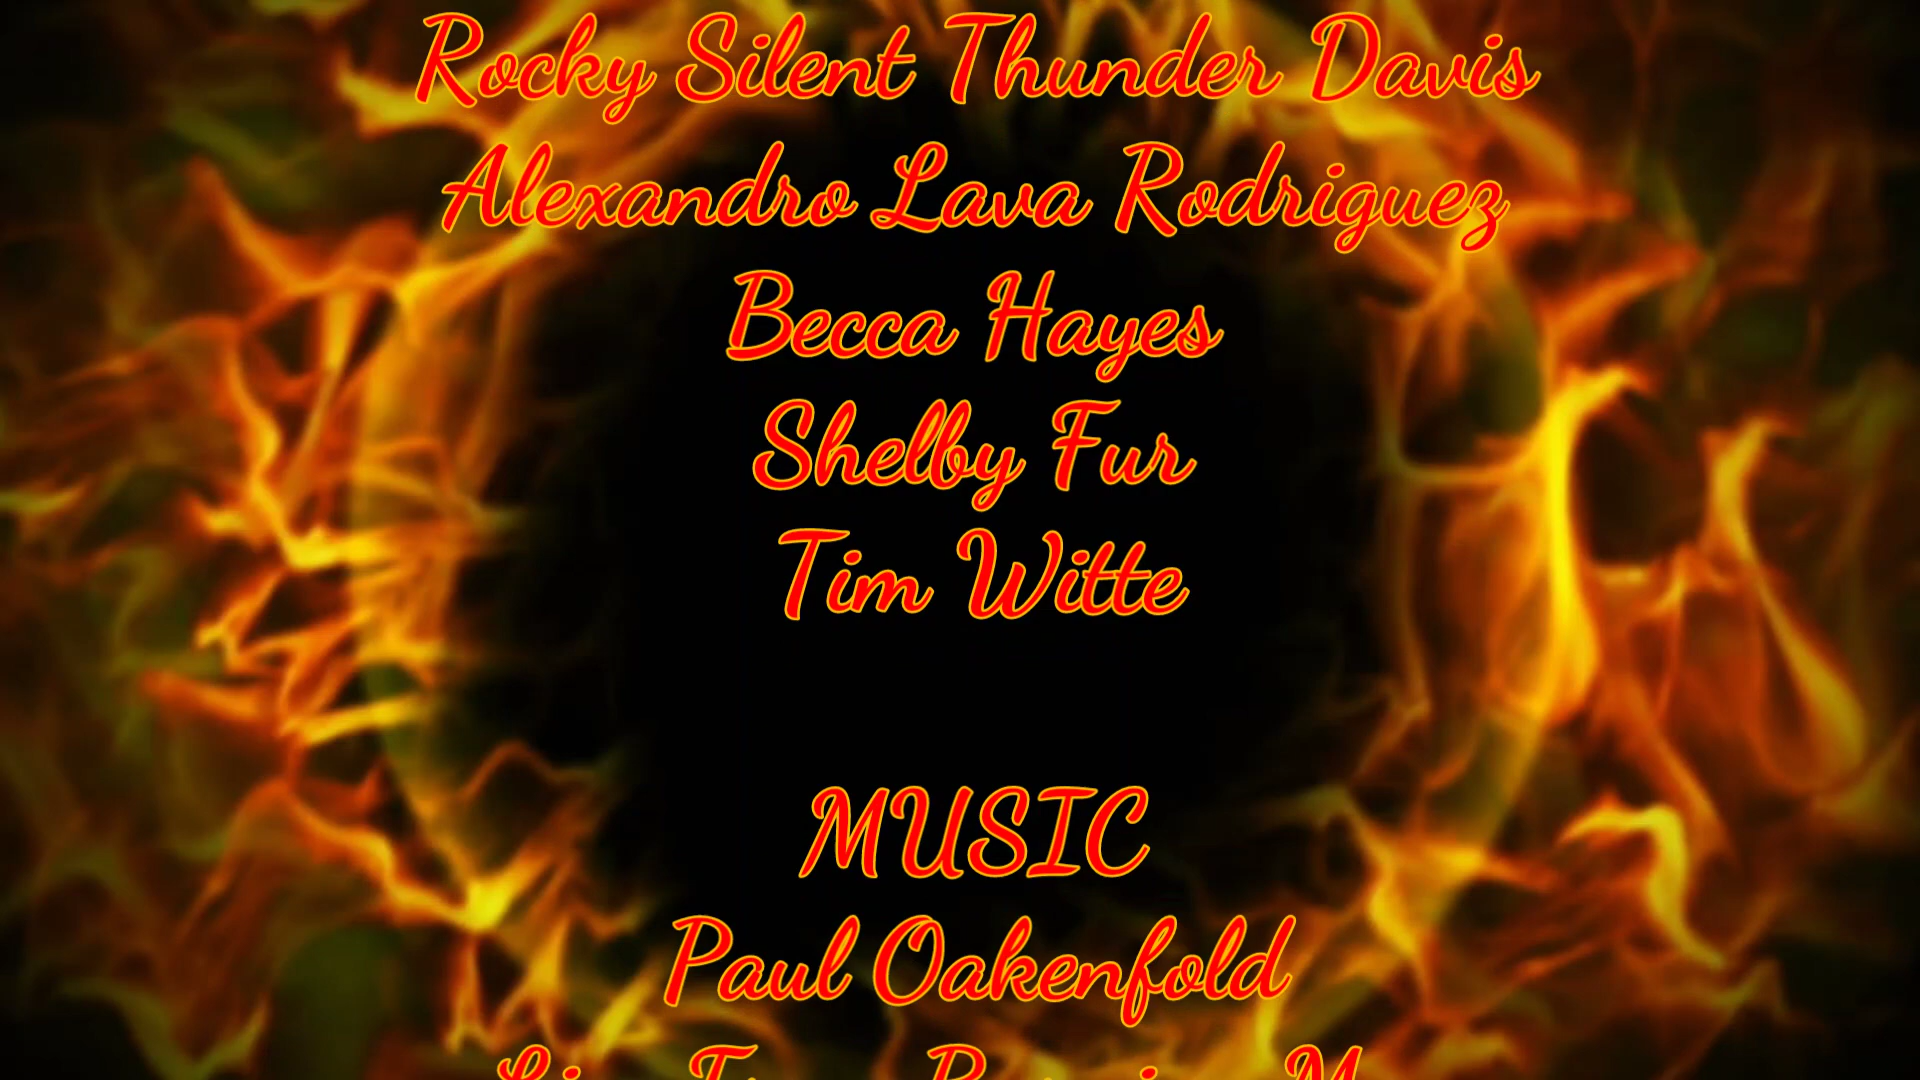 Rocky Silent Thunder Davis
Alexandro Lava Rodriguez
Becca Hayes
Shelby Fur
Tim Witte
MUSIC
Paul Oakenfold